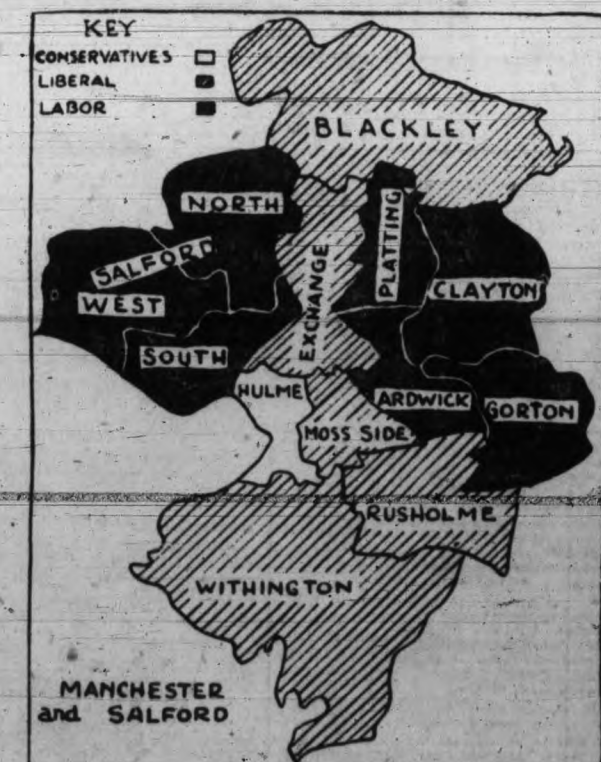 KEY
CONSERVATIVES
LIBERAL
LABOR
BLACKLEY
NORTH
PLATTING
SALFORD
EXCHANGE
CLAYTON
WEST
SOUTH
HULME
ARDWICK
GORTON
MOSS SIDE
RUSHOLME
WITHINGTON
MANCHESTER
and SALFORD